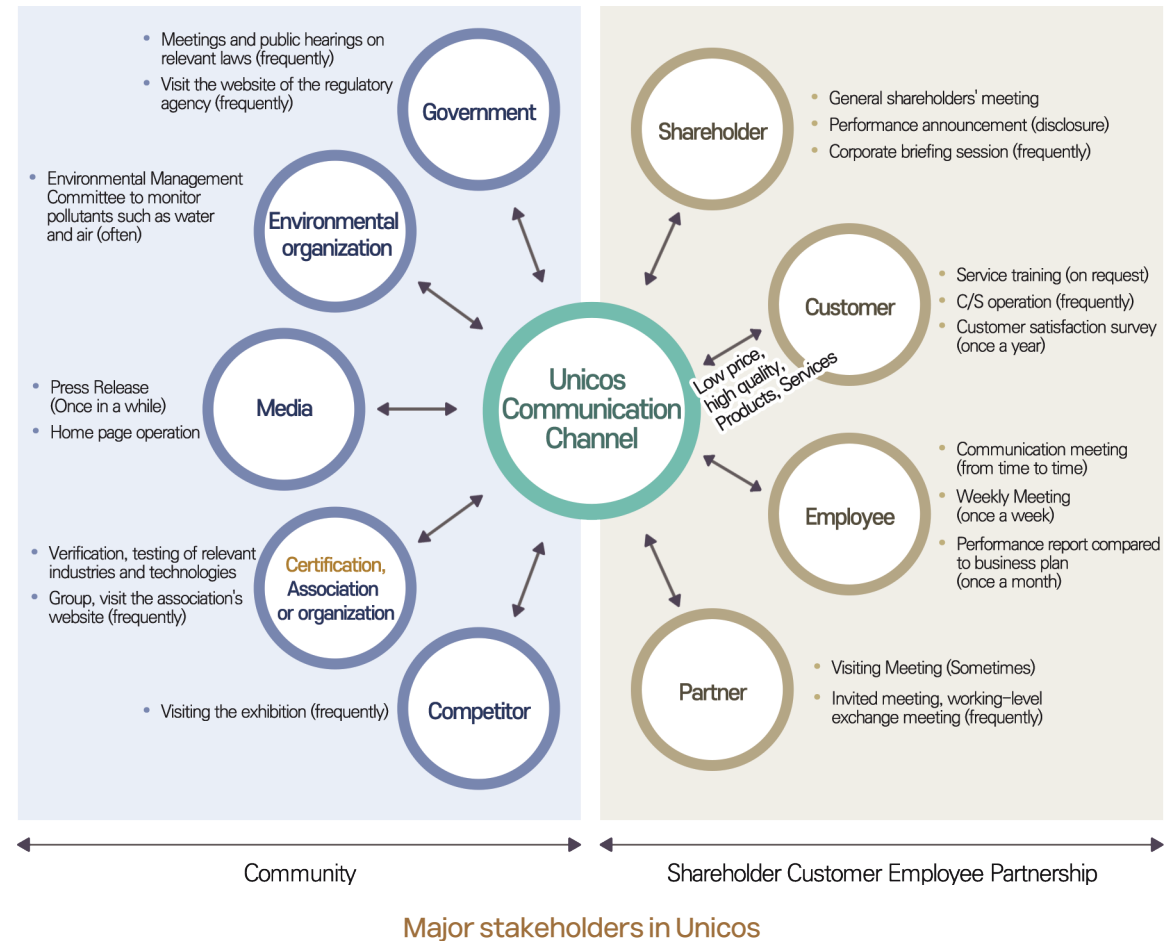 Meetings and public hearings on
relevant laws (frequently)
Visit the website of the regulatory
agency (frequently)
Government
Environmental Management
Committee to monitor
pollutants such as water
and air (often)
Environmental
organization
Press Release
(Once in a while)
Home page operation
Media
Verification, testing of relevant
industries and technologies
Group, visit the association's
website (frequently)
Certification,
Association
or organization
Visiting the exhibition (frequently)
Competitor
Unicos
Communication
Channel
Shareholder
General shareholders' meeting
Performance announcement (disclosure)
Corporate briefing session (frequently)
Low price,
high quality,
Products, Services
Customer
Service training (on request)
C/S operation (frequently)
Customer satisfaction survey
(once a year)
Employee
Communication meeting
(from time to time)
Weekly Meeting
(once a week)
Performance report compared
to business plan
(once a month)
Partner
Visiting Meeting (Sometimes)
Invited meeting, working-level
exchange meeting (frequently)
Community
Shareholder Customer Employee Partnership
Major stakeholders in Unicos